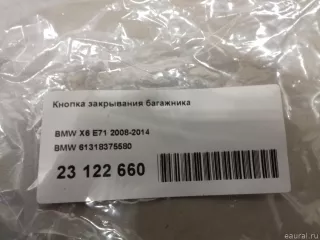 Кнопка закрывания багажника
BMW X6 E71 2008-2014
BMW 61318375580
23 122 660
eaural.ru